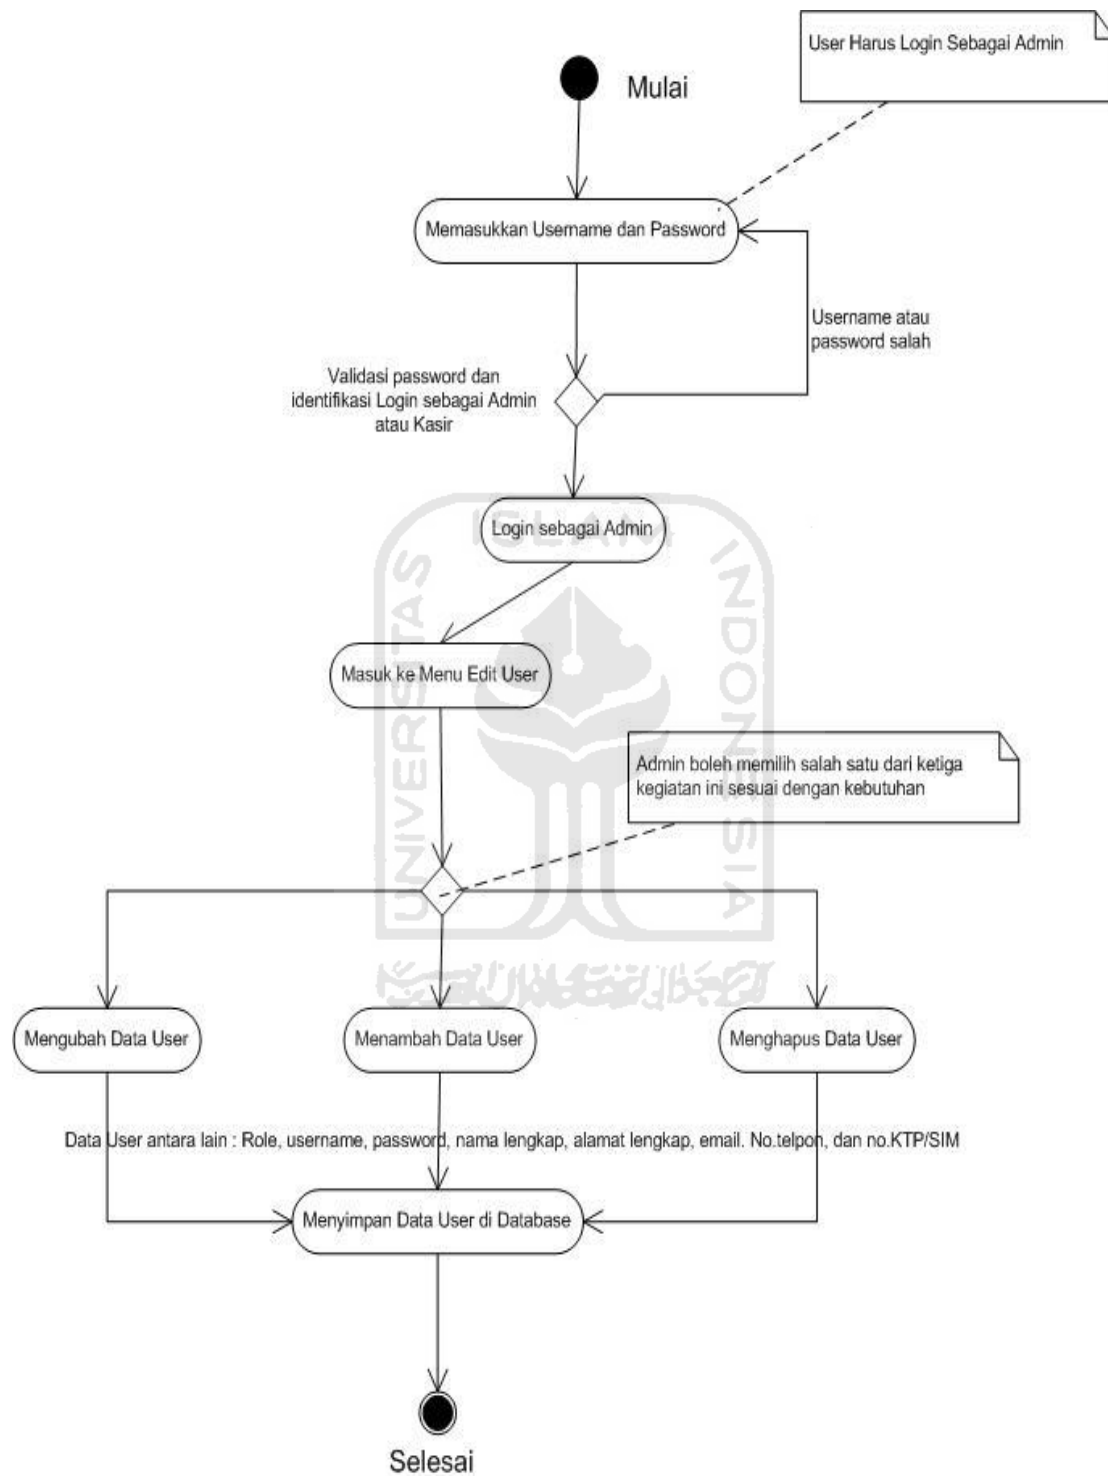 User Harus Login Sebagai Admin
Mulai
Memasukkan Username dan Password
Username atau
password salah
Validasi password dan
identifikasi Login sebagai Admin
atau Kasir
Login sebagai Admin
Masuk ke Menu Edit User
Admin boleh memilih salah satu dari ketiga
kegiatan ini sesuai dengan kebutuhan
Mengubah Data User
Menambah Data User
Menghapus Data User
Data User antara lain : Role, username, password, nama lengkap, alamat lengkap, email. No.telpon, dan no.KTP/SIM
Menyimpan Data User di Database
Selesai
UNIVERSITAS
ISLAM
INDONESIA